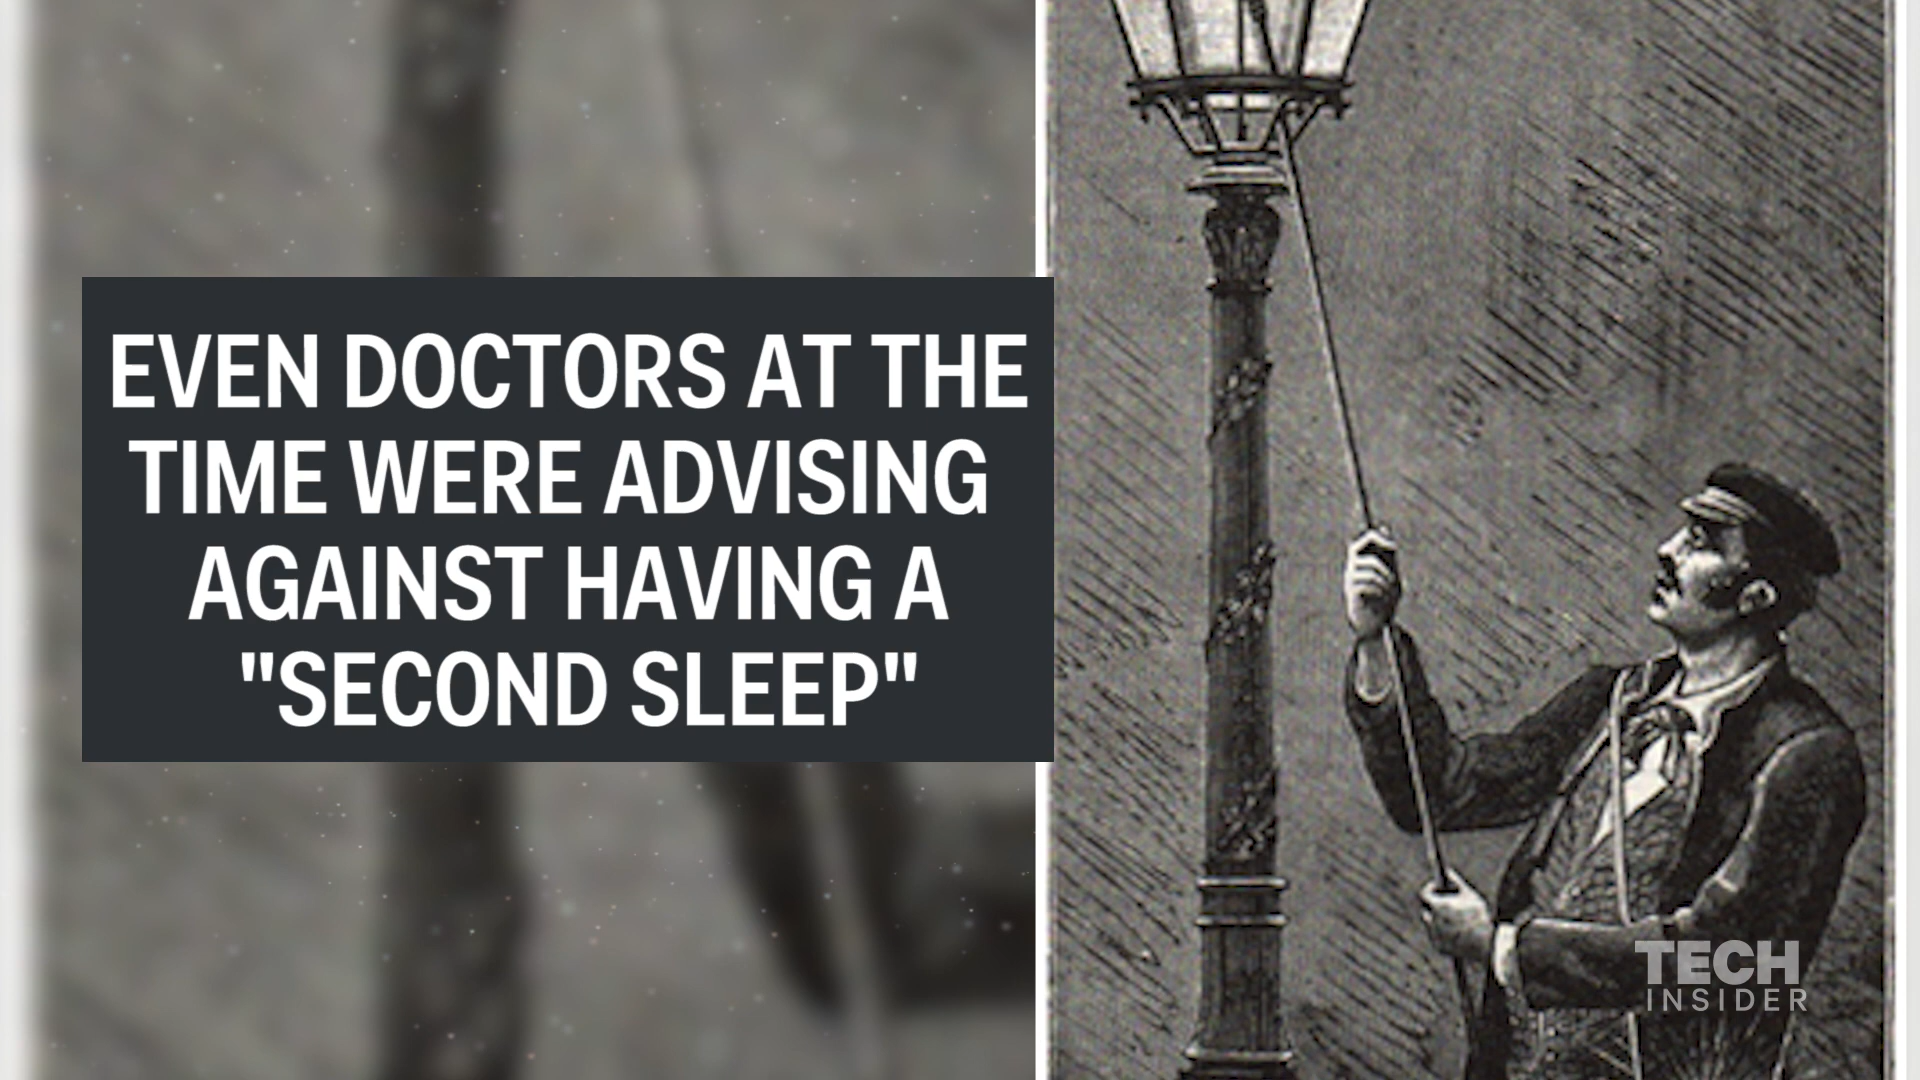 EVEN DOCTORS AT THE
TIME WERE ADVISING
AGAINST HAVING A
"SECOND SLEEP"
TECH
INSIDER